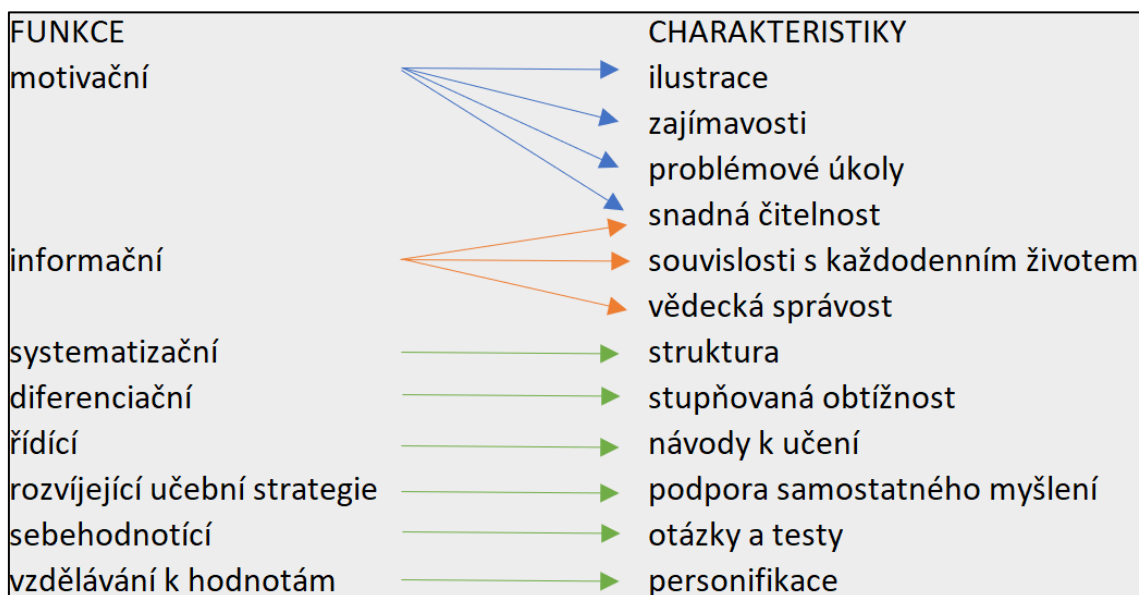 FUNKCE CHARAKTERISTIKY
motivační ilustrace
zajímavosti
problémové úkoly
snadná čitelnost
informační souvislosti s každodenním životem
vědecká správost
systematizační struktura
diferenciační stupňovaná obtížnost
řídící návody k učení
rozvíjející učební strategie podpora samostatného myšlení
sebehodnotící otázky a testy
vzdělávání k hodnotám personifikace